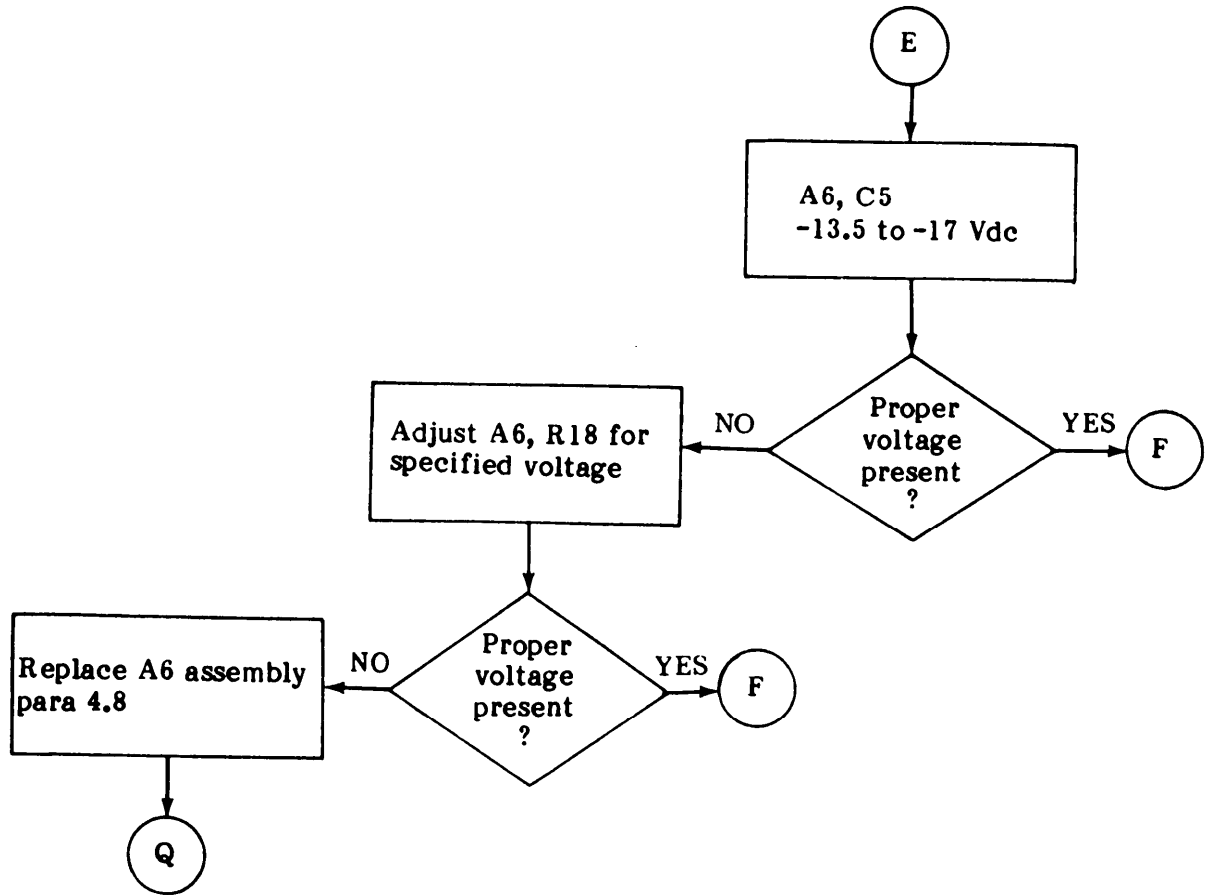 E
A6, C5
-13.5 to -17 Vdc
Proper
voltage
present
?
NO
YES
F
Adjust A6, R18 for
specified voltage
Proper
voltage
present
?
NO
YES
F
Replace A6 assembly
para 4.8
Q